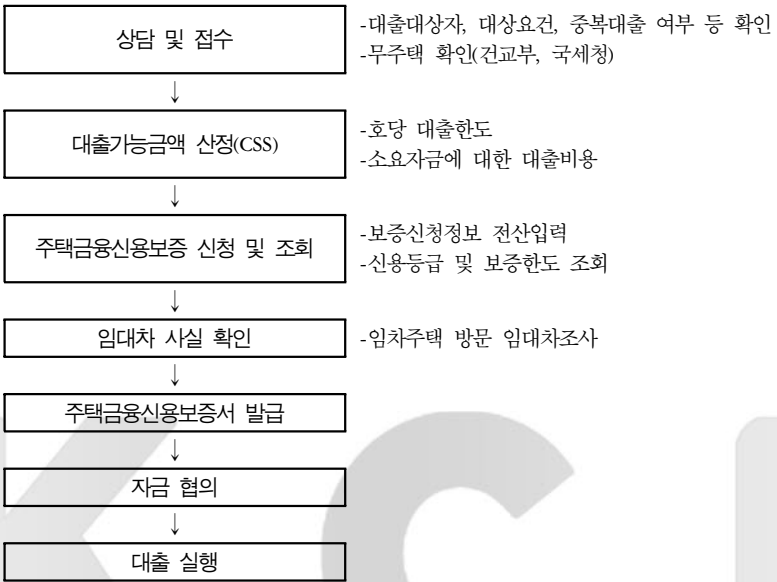 상담 및 접수
-대출대상자, 대상요건, 중복대출 여부 등 확인
-무주택 확인(건교부, 국세청)
↓
대출가능금액 산정(CSS)
-호당 대출한도
-소요자금에 대한 대출비용
↓
주택금융신용보증 신청 및 조회
-보증신청정보 전산입력
-신용등급 및 보증한도 조회
↓
임대차 사실 확인
-임차주택 방문 임대차조사
↓
주택금융신용보증서 발급
↓
자금 협의
↓
대출 실행